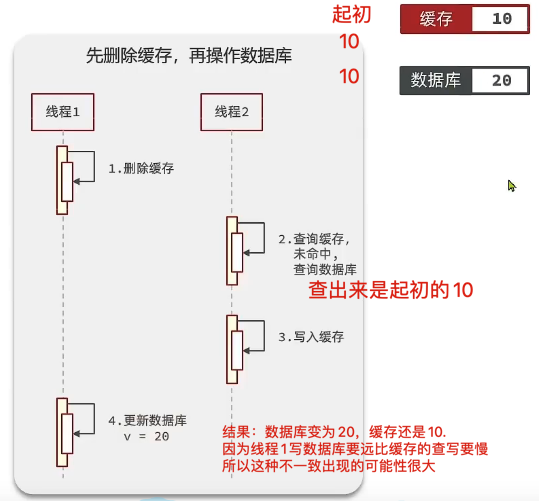 起初
缓存 10
10
先删除缓存，再操作数据库
10
数据库 20
线程1
线程2
1.删除缓存
2.查询缓存，
未命中，
查询数据库
查出来是起初的10
3.写入缓存
4.更新数据库
v = 20
结果：数据库变为20，缓存还是10.
因为线程1写数据库要远比缓存的查写要慢
所以这种不一致出现的可能性很大